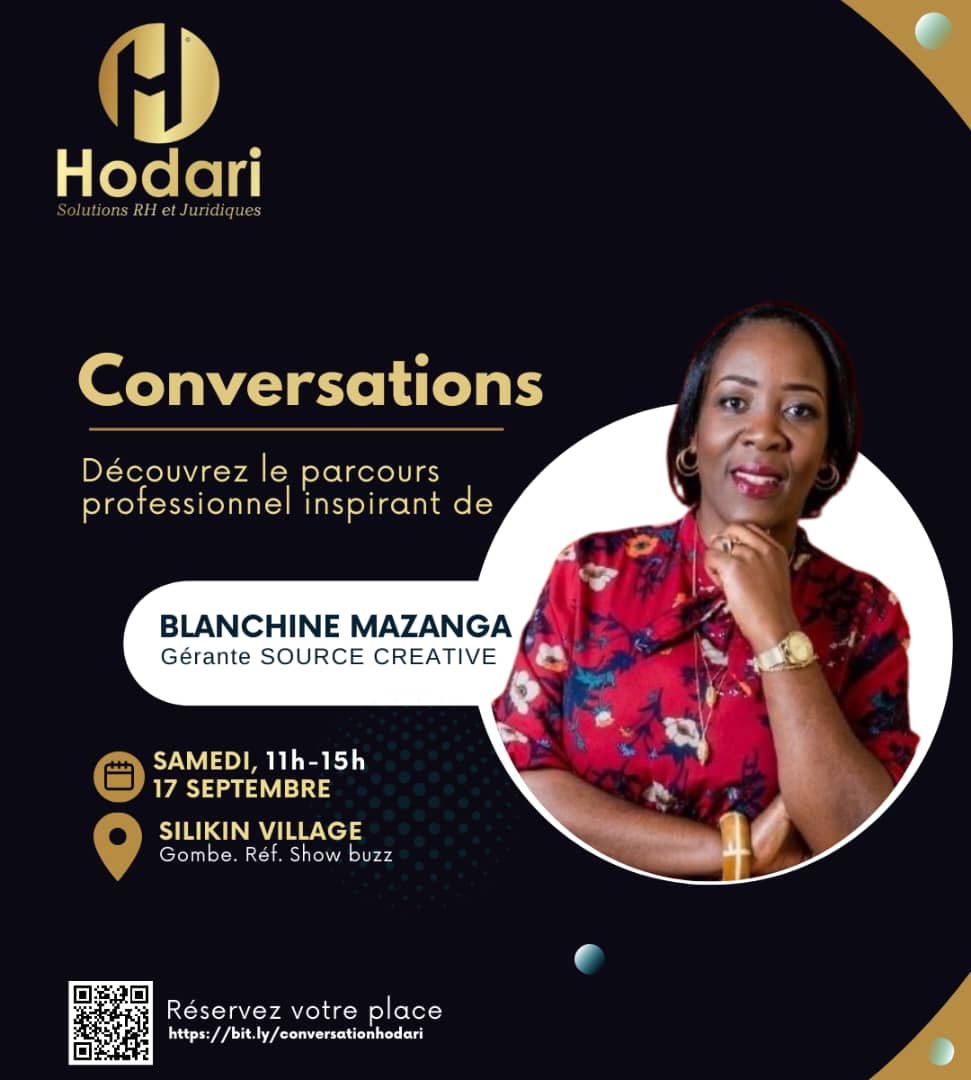 Hodari
Solutions RH et Juridiques
Conversations
Découvrez le parcours
professionnel inspirant de
BLANCHINE MAZANGA
Gérante SOURCE CREATIVE
SAMEDI, 11h-15h
17 SEPTEMBRE
SILIKIN VILLAGE
Gombe. Réf. Show buzz
Réservez votre place
https://bit.ly/conversationhodari